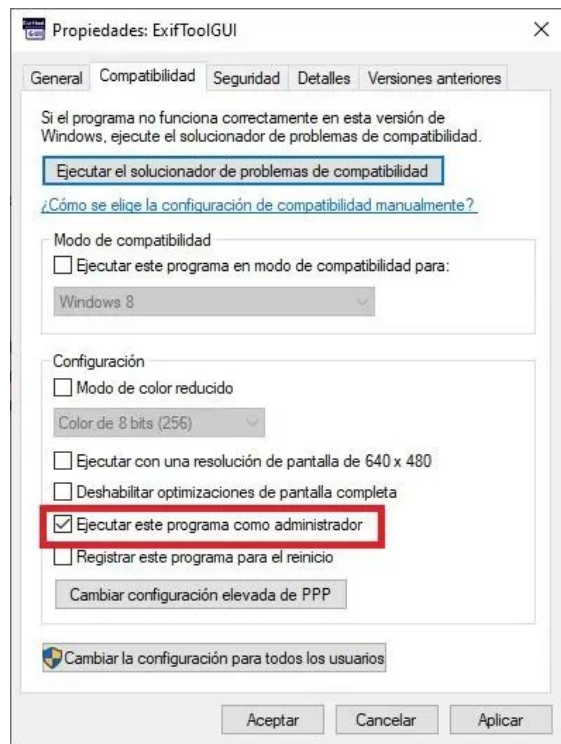 Propiedades: ExifToolGUI
General Compatibilidad Seguridad Detalles Versiones anteriores
Si el programa no funciona correctamente en esta versión de
Windows, ejecute el solucionador de problemas de compatibilidad.
Ejecutar el solucionador de problemas de compatibilidad
¿Cómo se elige la configuración de compatibilidad manualmente?
Modo de compatibilidad
Ejecutar este programa en modo de compatibilidad para:
Windows 8
Configuración
Modo de color reducido
Color de 8 bits (256)
Ejecutar con una resolución de pantalla de 640 x 480
Deshabilitar optimizaciones de pantalla completa
Ejecutar este programa como administrador
Registrar este programa para el reinicio
Cambiar configuración elevada de PPP
Cambiar la configuración para todos los usuarios
Aceptar Cancelar Aplicar